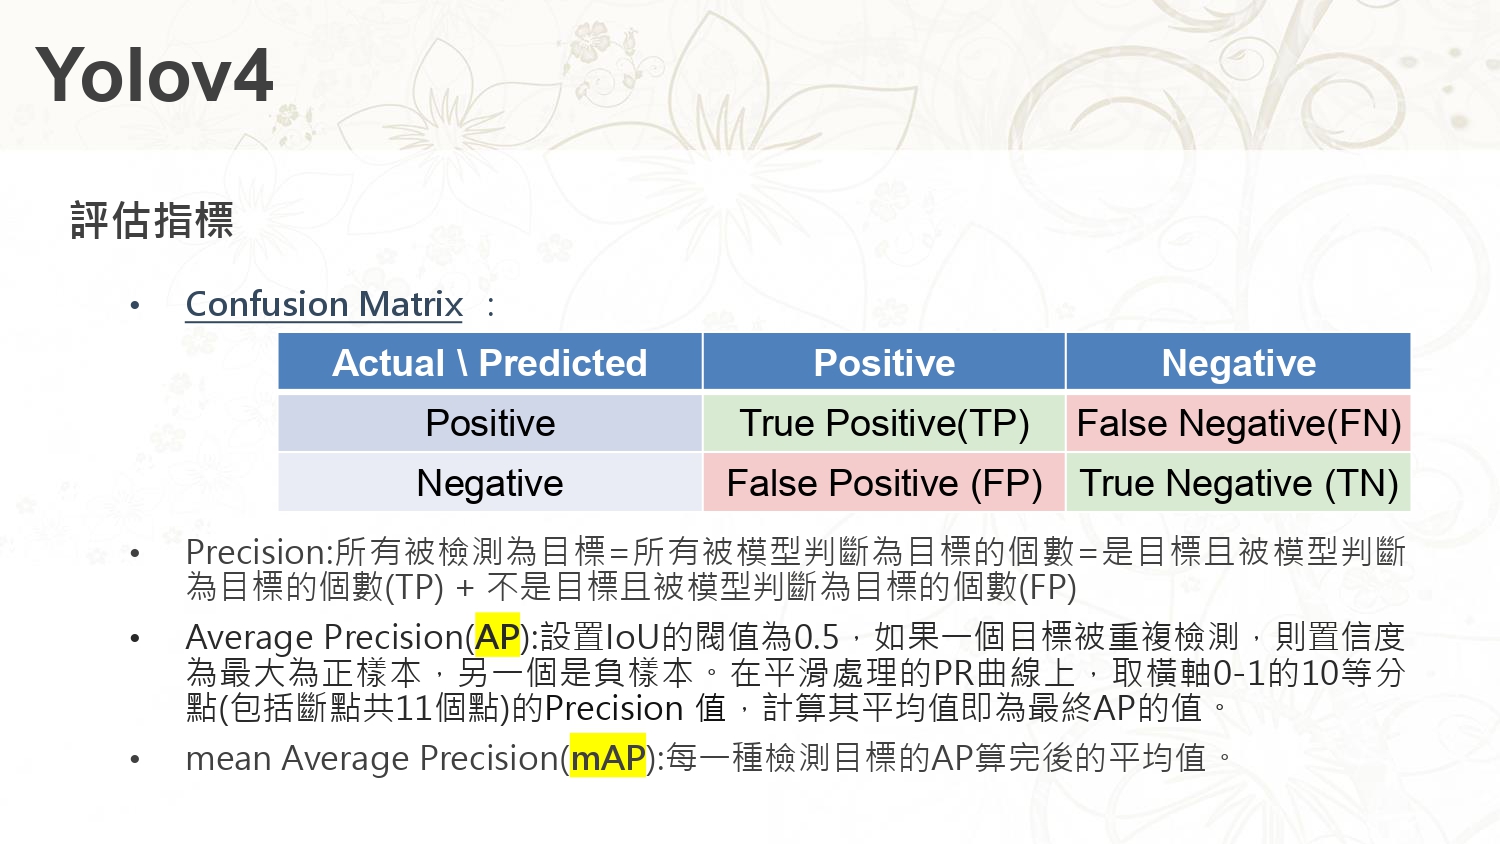 Yolov4
評估指標
• Confusion Matrix ：
Actual \ Predicted Positive Negative
Positive True Positive(TP) False Negative(FN)
Negative False Positive (FP) True Negative (TN)
• Precision:所有被檢測為目標=所有被模型判斷為目標的個數=是目標且被模型判斷
為目標的個數(TP) + 不是目標且被模型判斷為目標的個數(FP)
• Average Precision(AP):設置IoU的閥值為0.5，如果一個目標被重複檢測，則置信度
為最大為正樣本，另一個是負樣本。在平滑處理的PR曲線上，取橫軸0-1的10等分
點(包括斷點共11個點)的Precision 值，計算其平均值即為最終AP的值。
• mean Average Precision(mAP):每一種檢測目標的AP算完後的平均值。